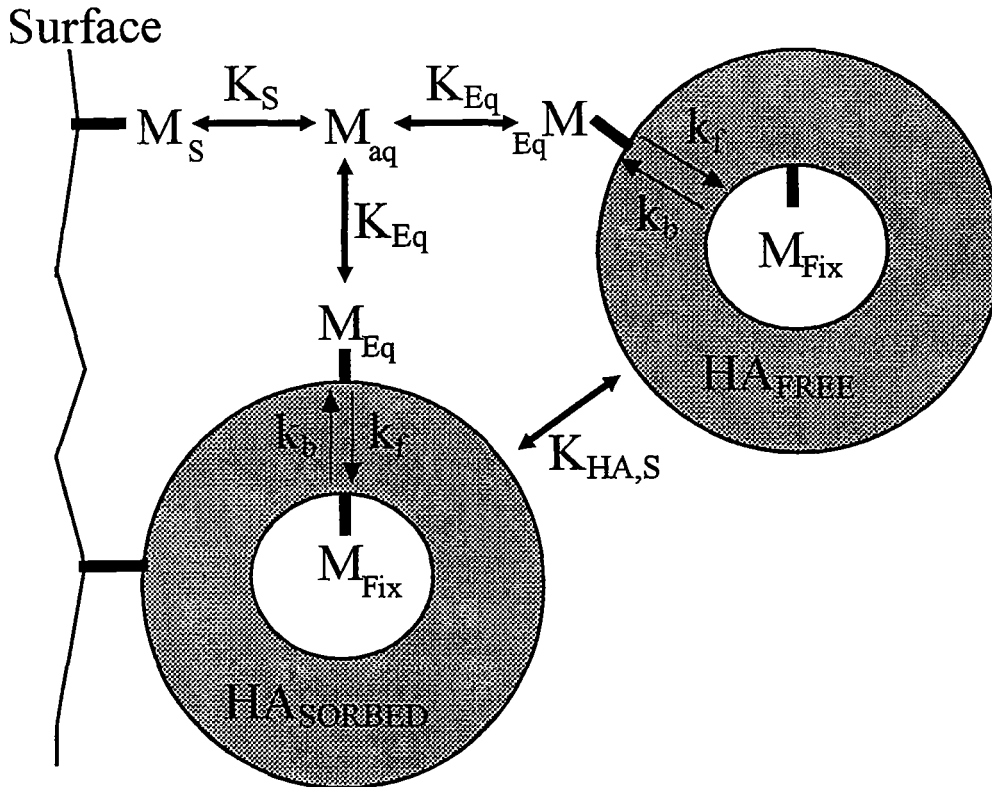 Surface
K_S
K_Eq
M_S
M_aq
_EqM
k_f
k_b
K_Eq
M_Fix
M_Eq
HA_FREE
k_b
k_f
K_HA,S
M_Fix
HA_SORBED